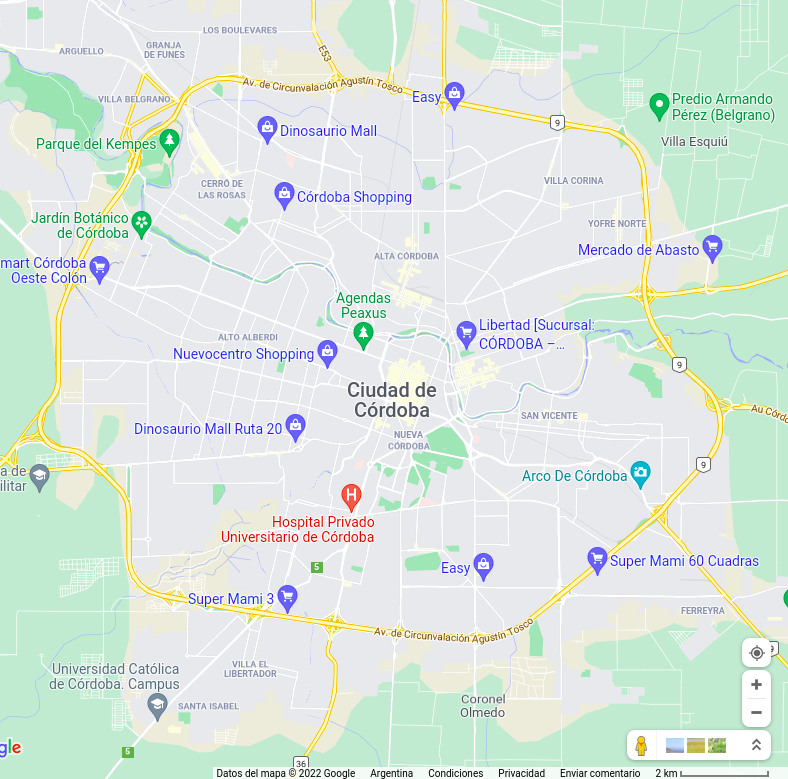 LOS BOULEVARES
GRANJA
DE FUNES
ARGUELLO
E53
Av. de Circunvalación Agustín Tosco
VILLA BELGRANO
Easy
Predio Armando
Pérez (Belgrano)
9
Dinosaurio Mall
Parque del Kempes
Villa Esquiú
CERRO DE
LAS ROSAS
VILLA CORINA
Córdoba Shopping
Jardín Botánico
de Córdoba
YOFRE NORTE
Mercado de Abasto
ALTA CÓRDOBA
mart Córdoba
Oeste Colón
Agendas
Peaxus
Libertad [Sucursal:
CÓRDOBA –...
ALTO ALBERDI
Nuevocentro Shopping
9
Ciudad de
Córdoba
Au Córdo
SAN VICENTE
Dinosaurio Mall Ruta 20
NUEVA
CÓRDOBA
9
a de
ilitar
Arco De Córdoba
Hospital Privado
Universitario de Córdoba
5
Easy
Super Mami 60 Cuadras
Super Mami 3
FERREYRA
Av. de Circunvalación Agustín Tosco
9
Universidad Católica
de Córdoba. Campus
VILLA EL
LIBERTADOR
SANTA ISABEL
Coronel
Olmedo
gle
5
36
Datos del mapa © 2022 Google Argentina Condiciones Privacidad Enviar comentario 2 km